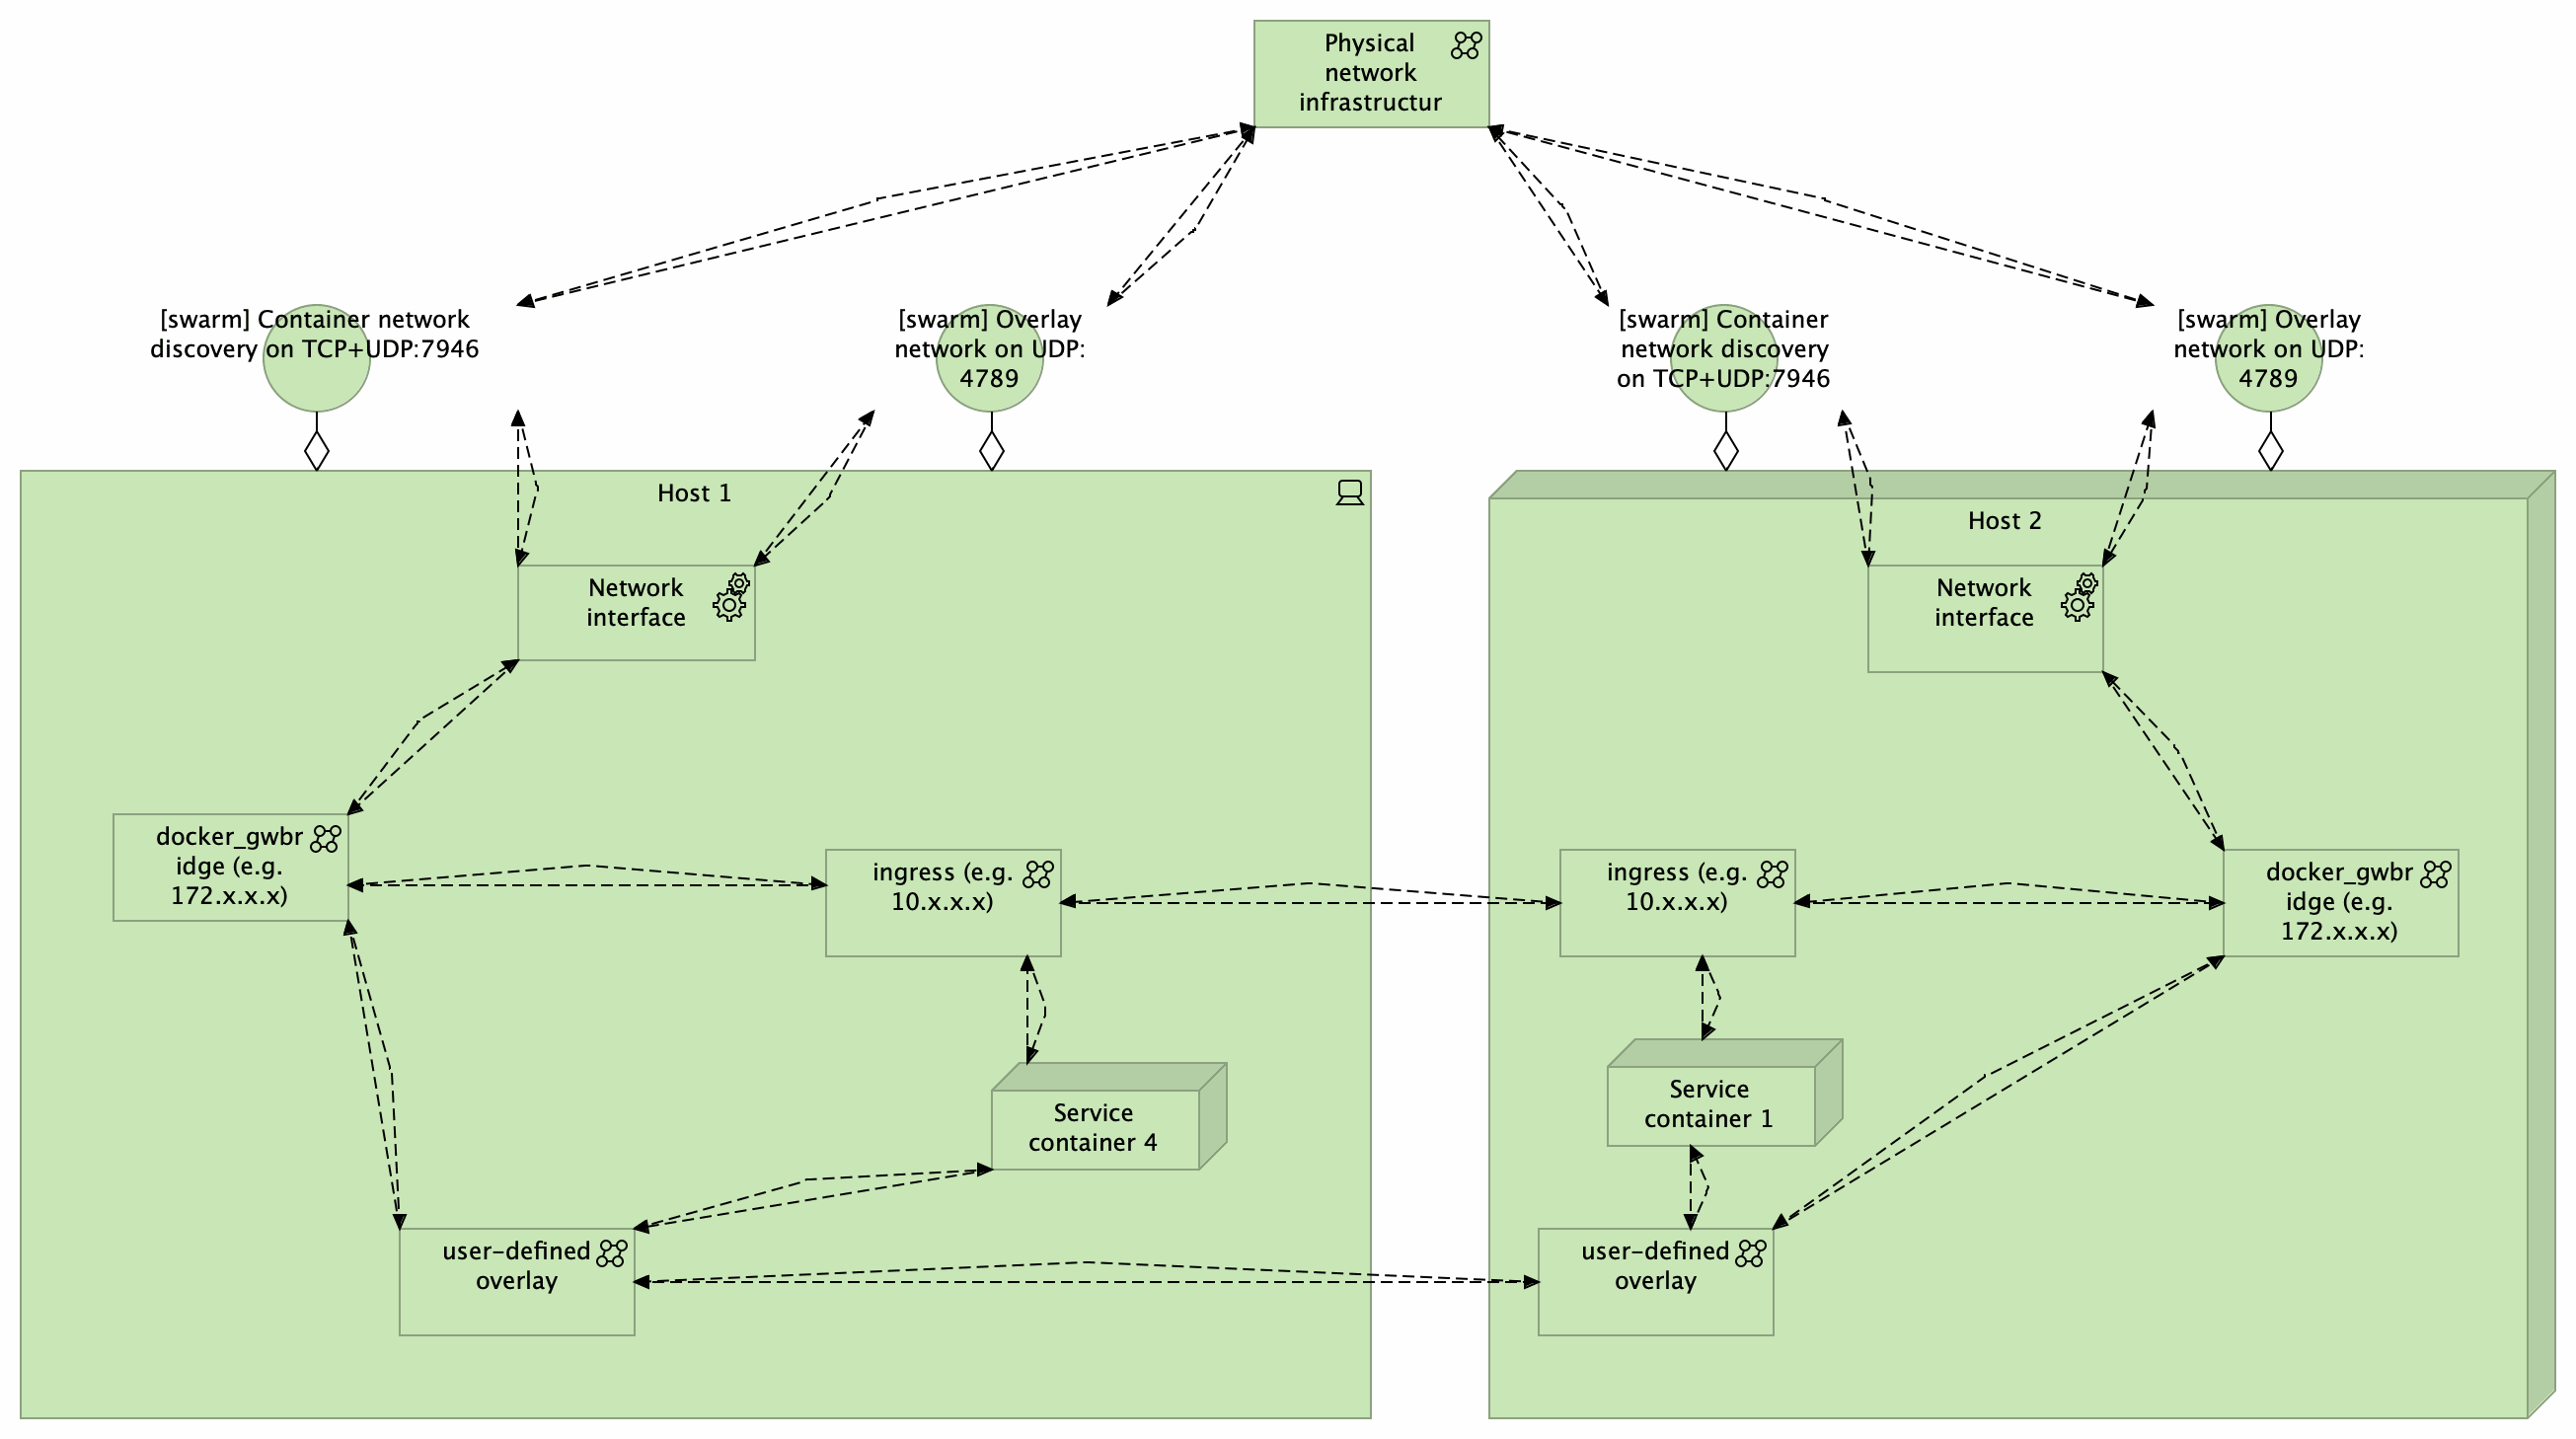 Physical
network
infrastructur
[swarm] Container network
discovery on TCP+UDP:7946
[swarm] Overlay
network on UDP:
4789
[swarm] Container
network discovery
on TCP+UDP:7946
[swarm] Overlay
network on UDP:
4789
Host 1
Network
interface
docker_gwbr
idge (e.g.
172.x.x.x)
ingress (e.g.
10.x.x.x)
Service
container 4
user-defined
overlay
Host 2
Network
interface
ingress (e.g.
10.x.x.x)
docker_gwbr
idge (e.g.
172.x.x.x)
Service
container 1
user-defined
overlay